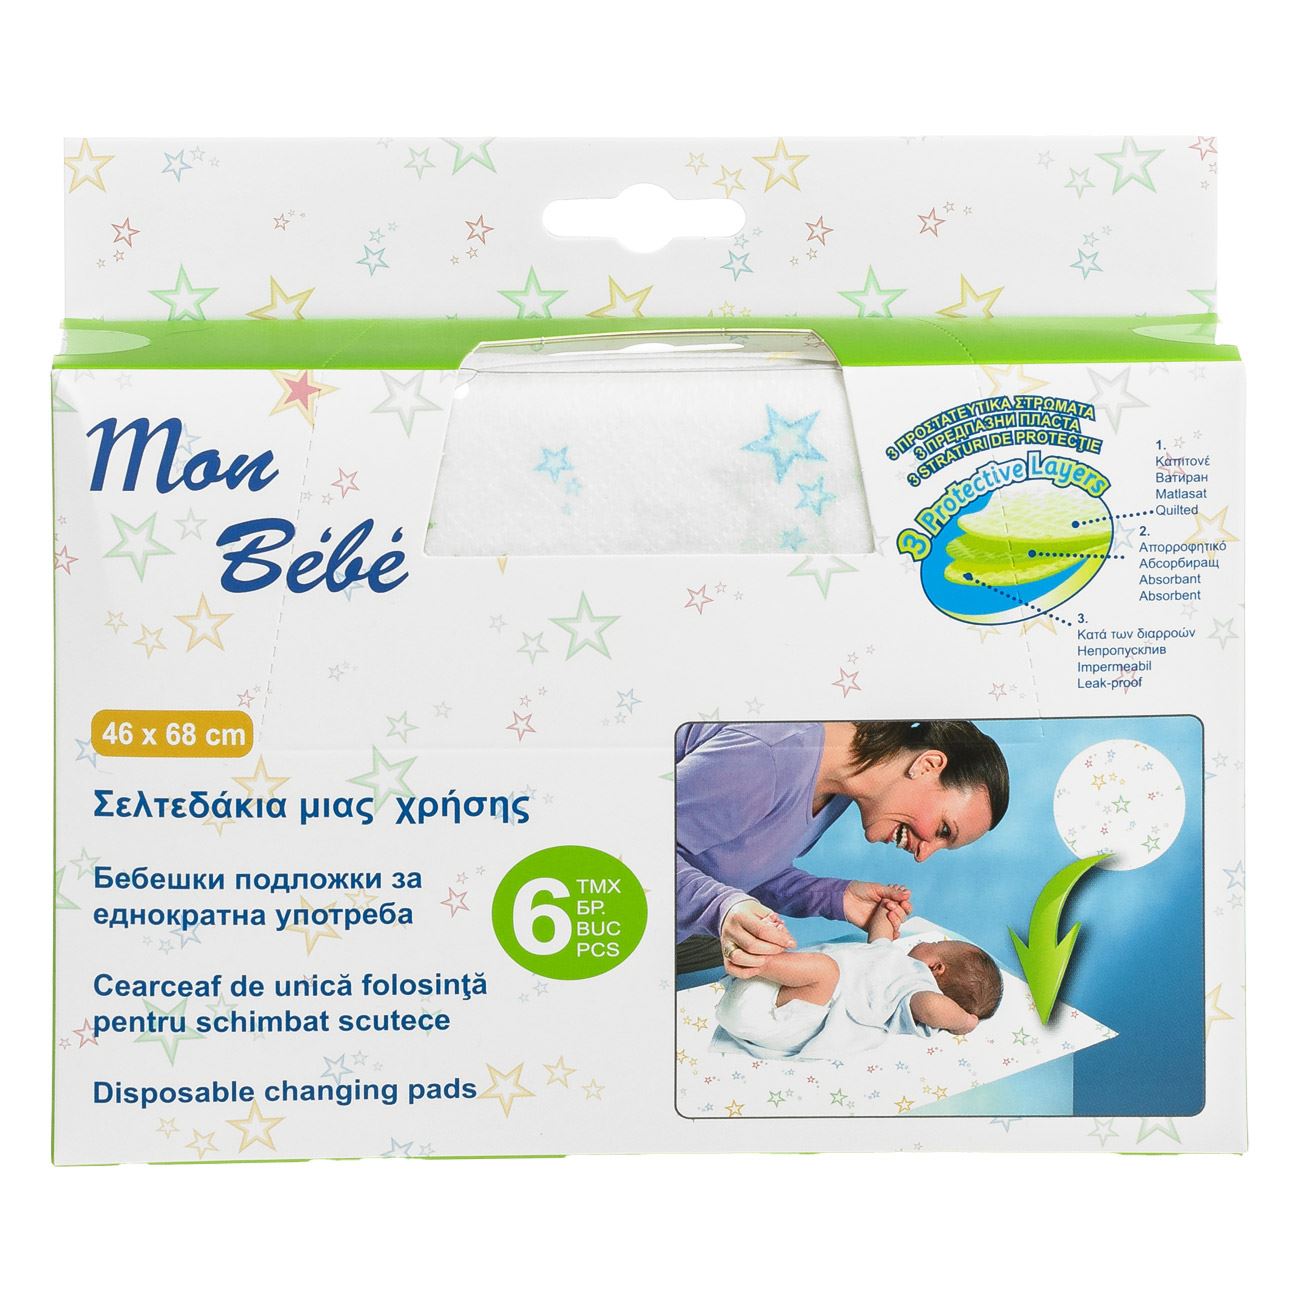 Mon
Bébé
3 ΠΡΟΣΤΑΤΕΥΤΙΚΑ ΣΤΡΩΜΑΤΑ
3 ПРЕДПАЗНИ ПЛАСТА
3 STRATURI DE PROTECŢIE
3 Protective Layers
1.
Καπιτονέ
Ватиран
Matlasat
Quilted
2.
Απορροφητικό
Абсорбиращ
Absorbant
Absorbent
3.
Κατά των διαρροών
Непропусклив
Impermeabil
Leak-proof
46 x 68 cm
Σελτεδάκια μιας χρήσης
Бебешки подложки за
еднократна употреба
Cearceaf de unică folosinţă
pentru schimbat scutece
Disposable changing pads
6
ΤΜΧ
БР.
BUC
PCS